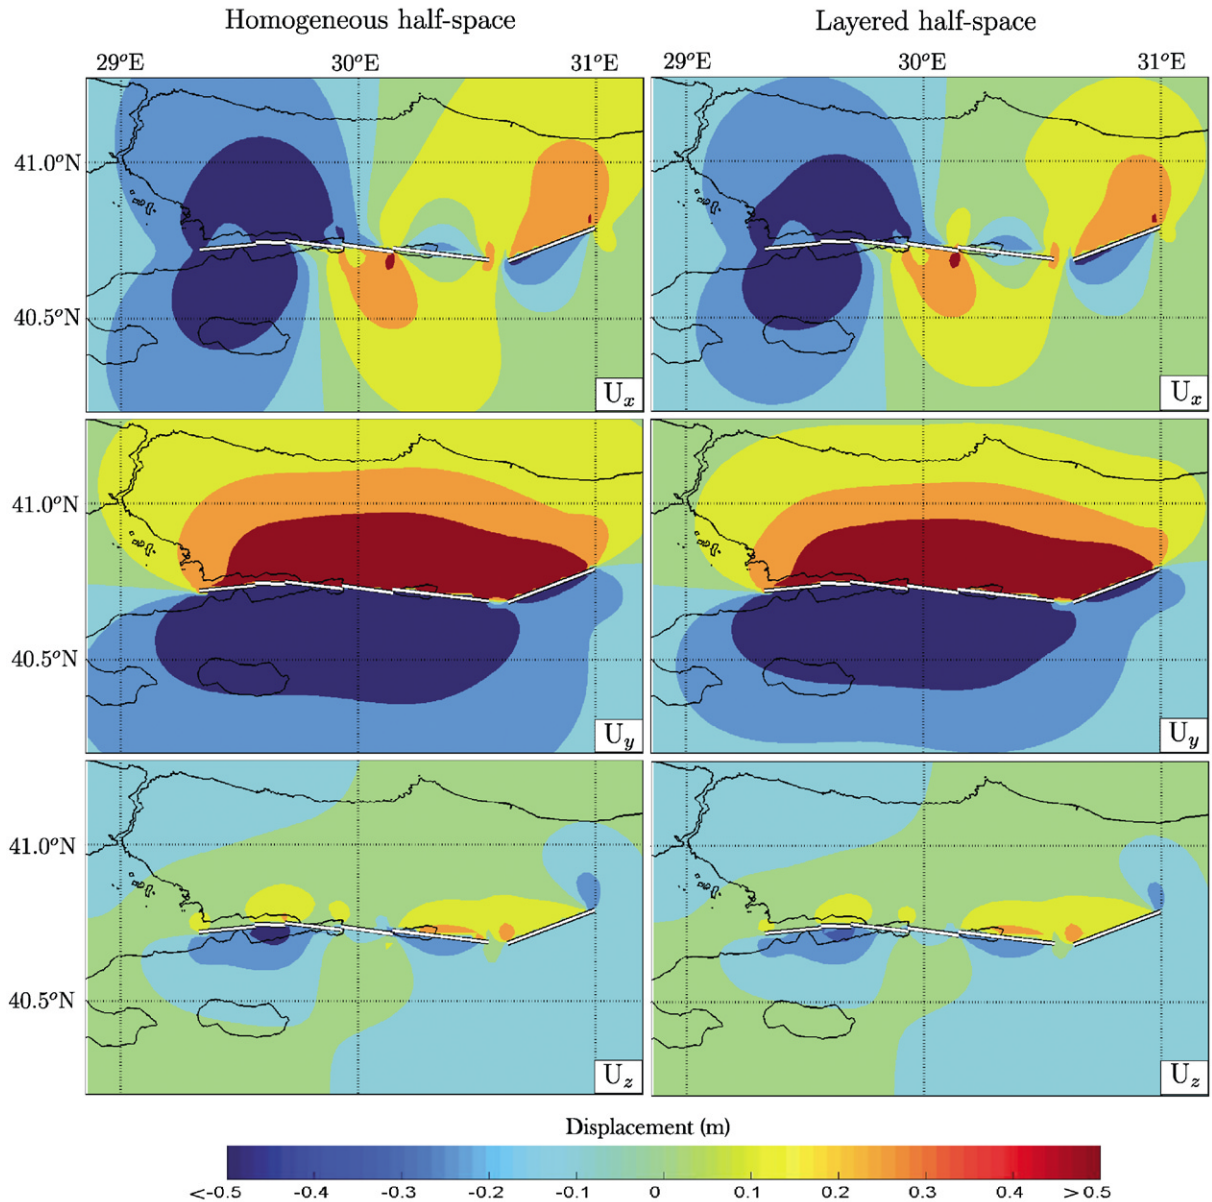 Homogeneous half-space Layered half-space
29°E 30°E 31°E 29°E 30°E 31°E
41.0°N
40.5°N
Ux Ux
41.0°N
40.5°N
Uy Uy
41.0°N
40.5°N
Uz Uz
Displacement (m)
<-0.5 -0.4 -0.3 -0.2 -0.1 0 0.1 0.2 0.3 0.4 > 0.5